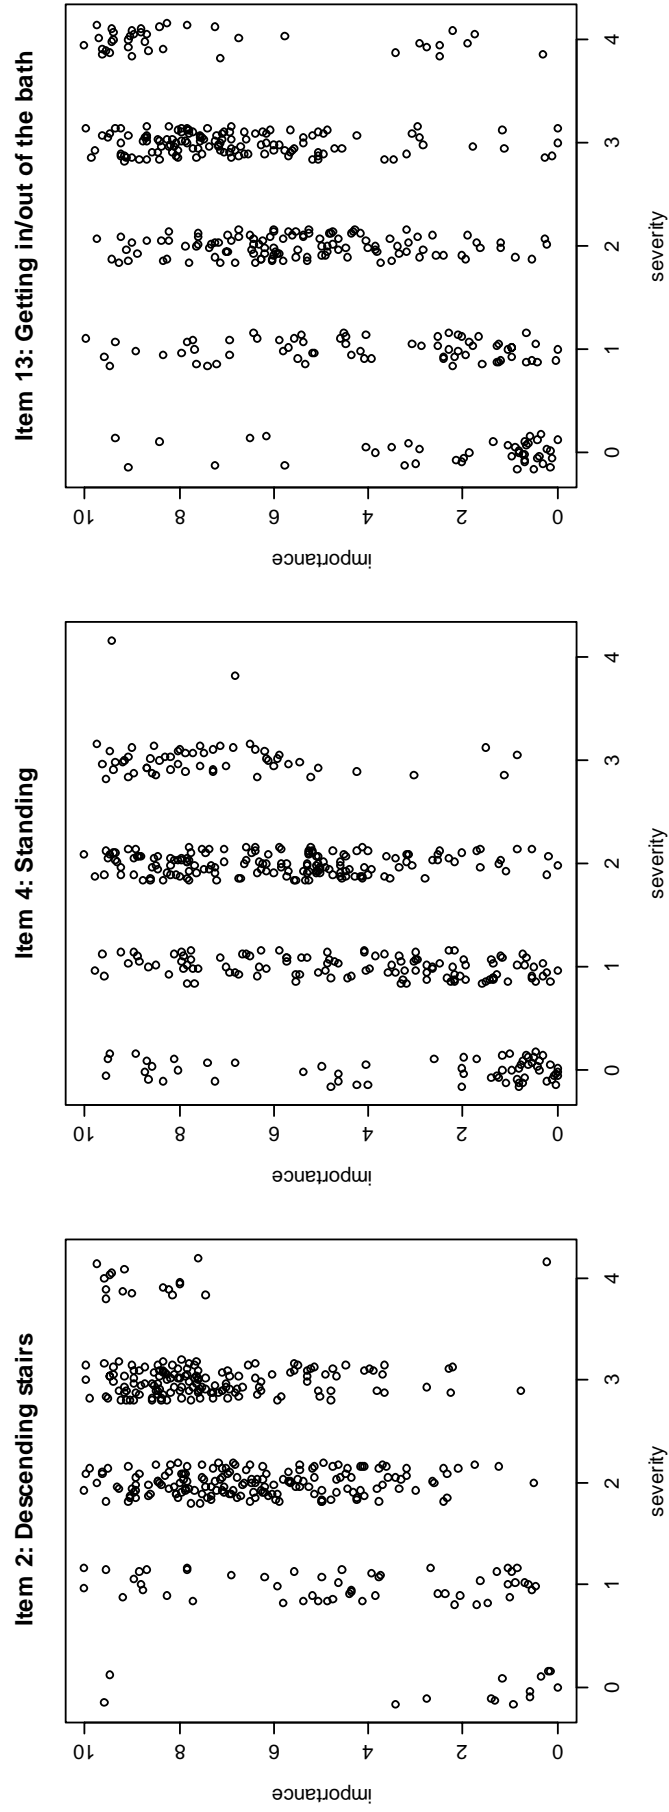 Item 2: Descending stairs
importance
10
8
6
4
2
0
0 1 2 3 4
severity
Item 4: Standing
importance
10
8
6
4
2
0
0 1 2 3 4
severity
Item 13: Getting in/out of the bath
importance
10
8
6
4
2
0
0 1 2 3 4
severity